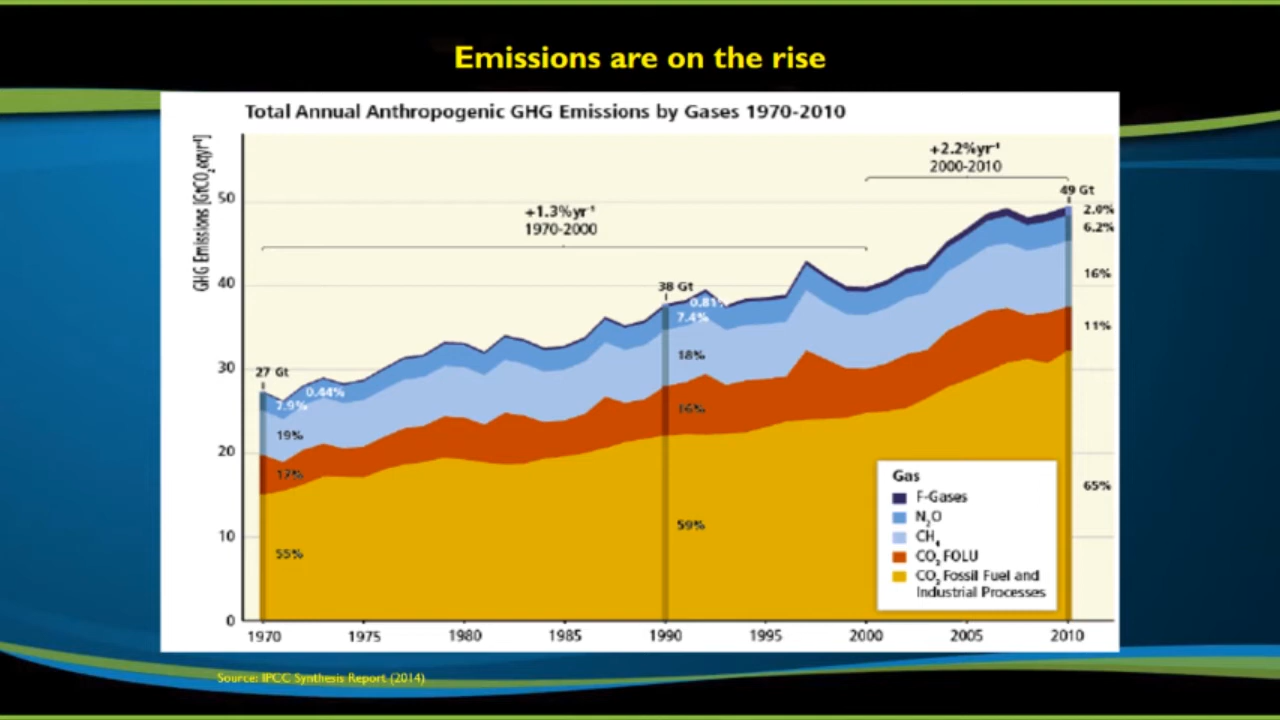 Emissions are on the rise
Total Annual Anthropogenic GHG Emissions by Gases 1970-2010
GHG Emissions [GtCO₂eqyr⁻¹]
+2.2%yr⁻¹
2000-2010
49 Gt
50
2.0%
+1.3%yr⁻¹
6.2%
1970-2000
16%
40
38 Gt
0.81%
7.4%
11%
18%
30
27 Gt
0.44%
7.9%
16%
19%
20
17%
65%
59%
10
55%
Gas
F-Gases
N₂O
CH₄
CO₂ FOLU
CO₂ Fossil Fuel and
Industrial Processes
0
1970 1975 1980 1985 1990 1995 2000 2005 2010
Source: IPCC Synthesis Report (2014)